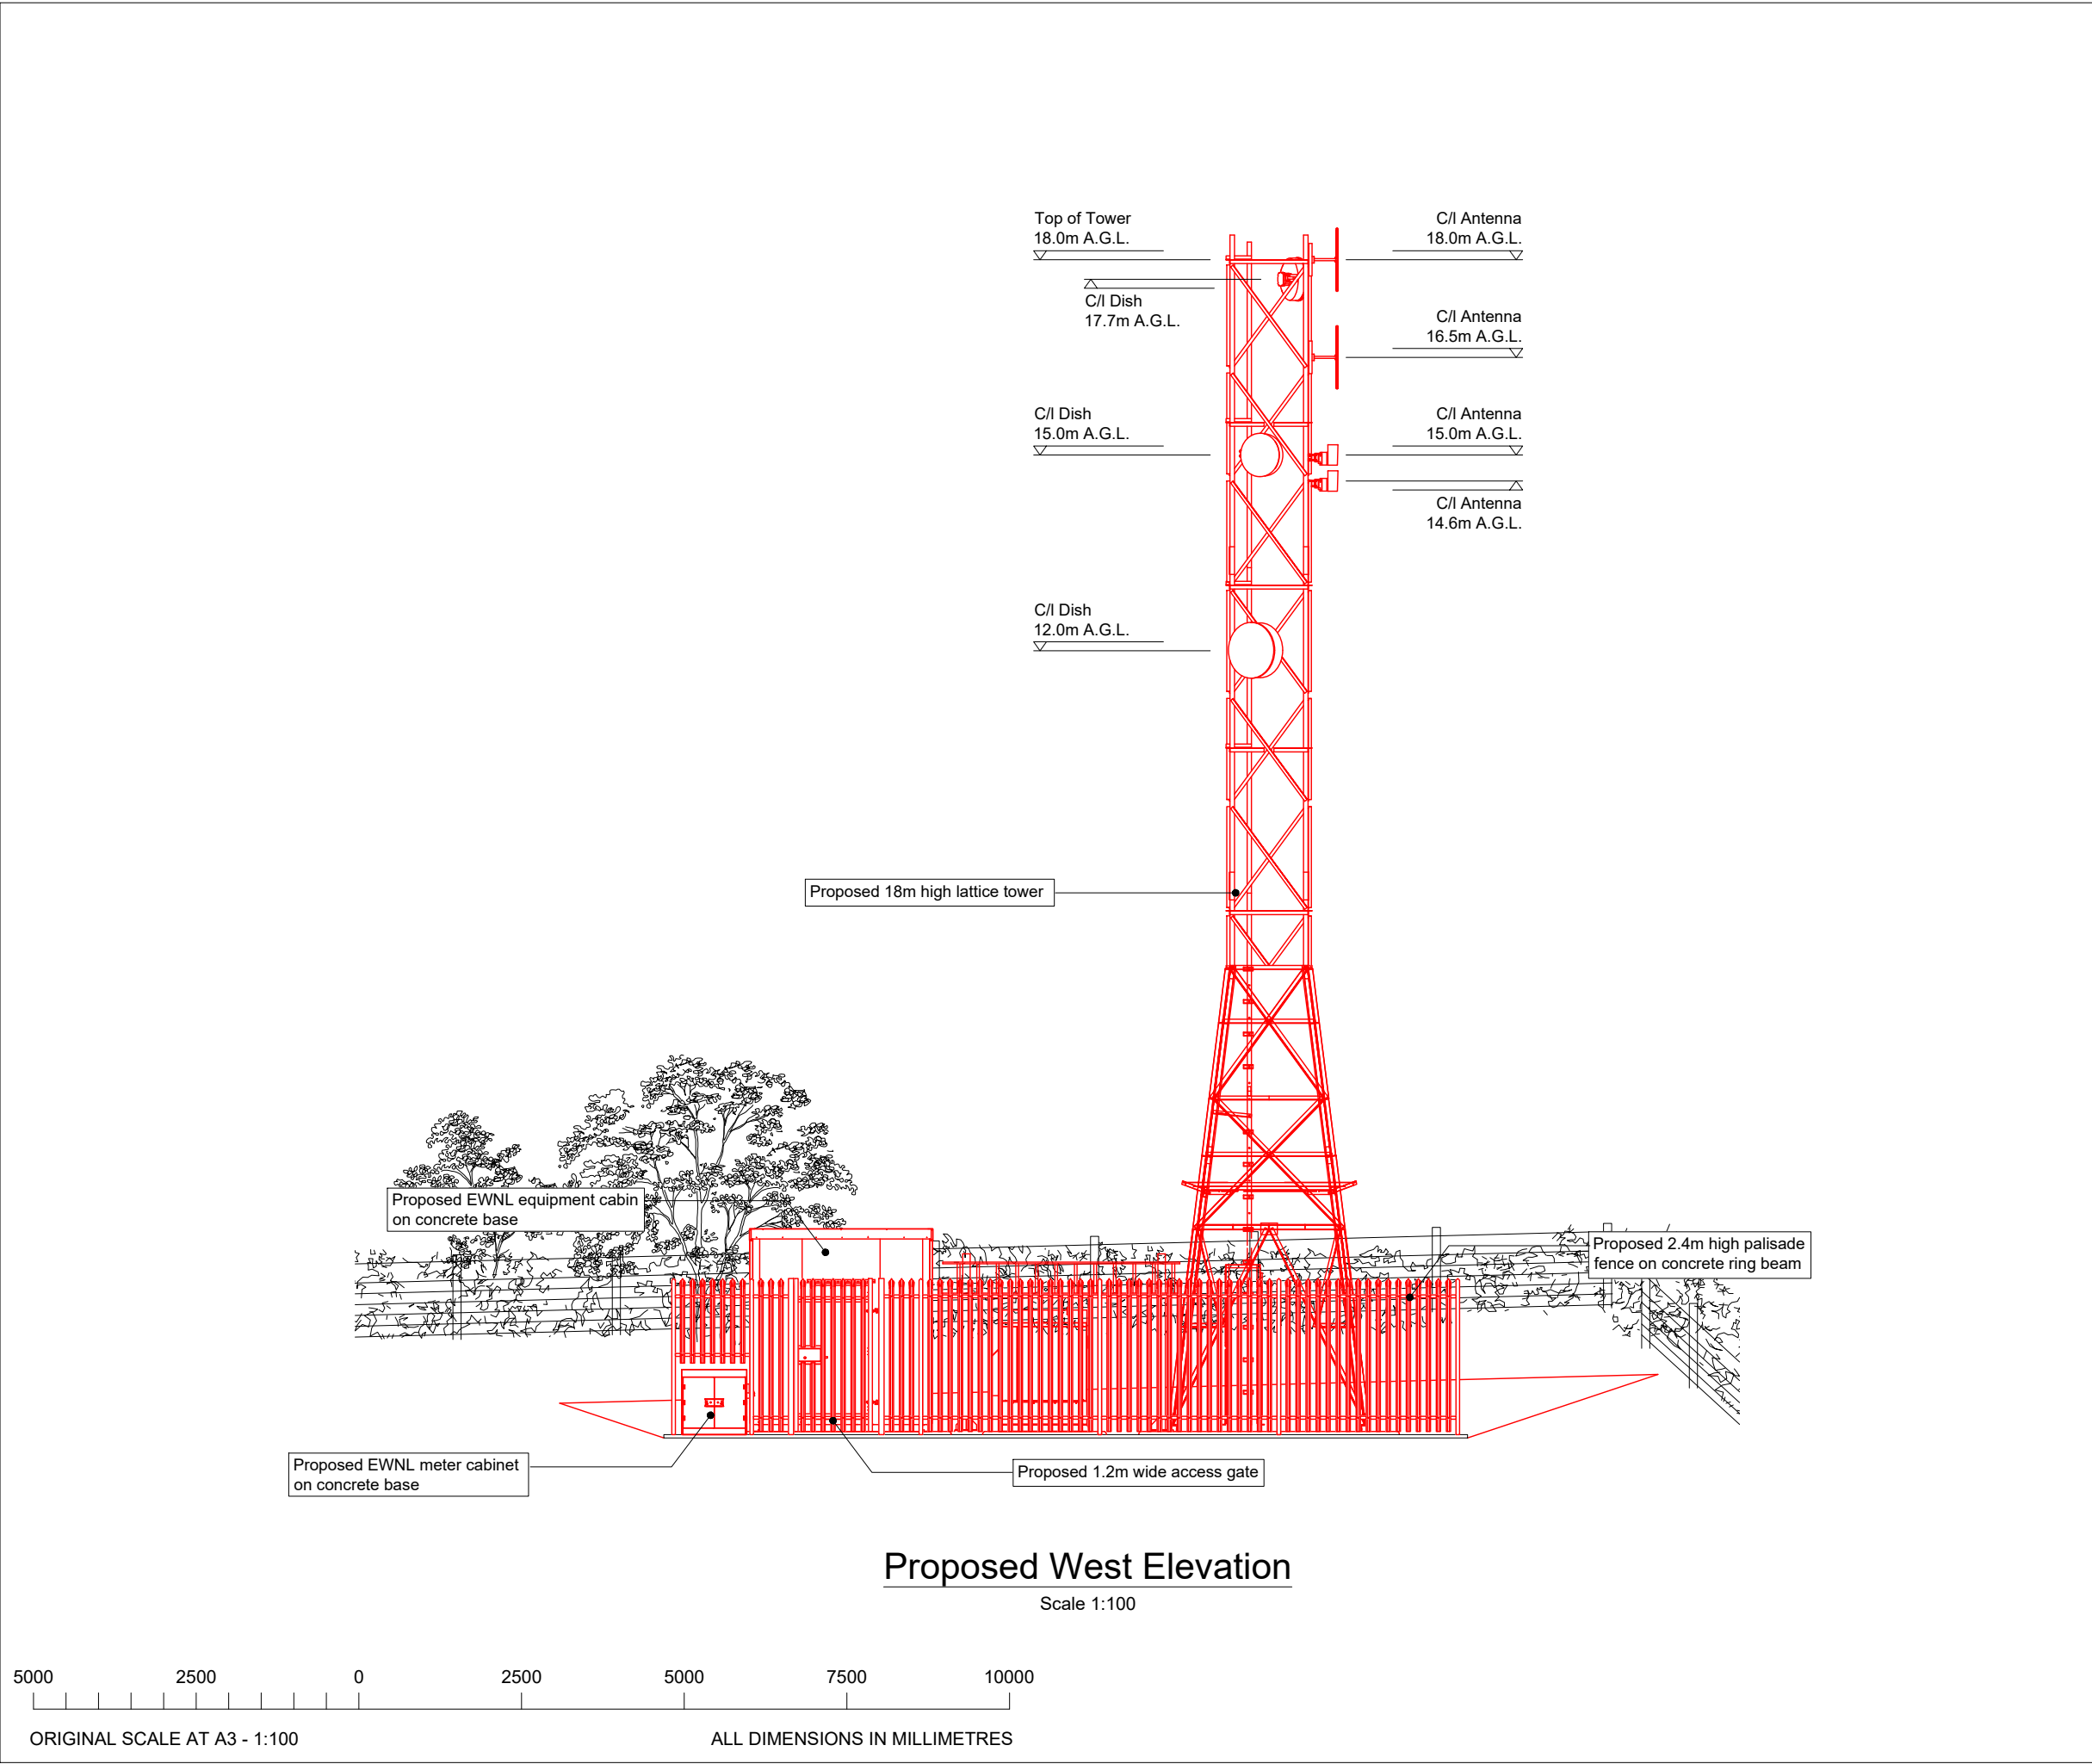 Top of Tower
18.0m A.G.L.
C/l Antenna
18.0m A.G.L.
C/l Dish
17.7m A.G.L.
C/l Antenna
16.5m A.G.L.
C/l Dish
15.0m A.G.L.
C/l Antenna
15.0m A.G.L.
C/l Antenna
14.6m A.G.L.
C/l Dish
12.0m A.G.L.
Proposed 18m high lattice tower
Proposed EWNL equipment cabin
on concrete base
Proposed 2.4m high palisade
fence on concrete ring beam
Proposed EWNL meter cabinet
on concrete base
Proposed 1.2m wide access gate
Proposed West Elevation
Scale 1:100
5000 2500 0 2500 5000 7500 10000
ORIGINAL SCALE AT A3 - 1:100 ALL DIMENSIONS IN MILLIMETRES